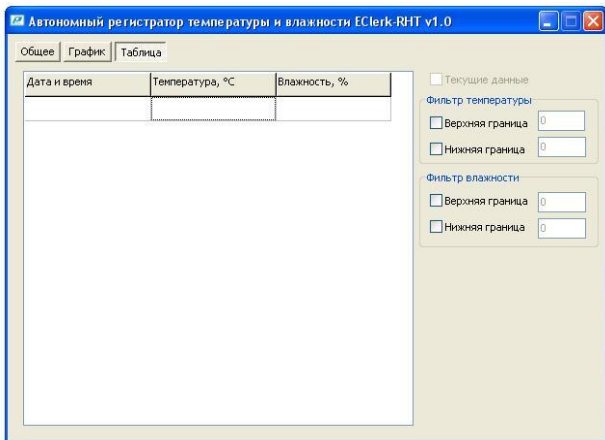 Автономный регистратор температуры и влажности EClerk-RHT v1.0
Общее График Таблица
Дата и время Температура, °C Влажность, %
Текущие данные
Фильтр температуры
Верхняя граница 0
Нижняя граница 0
Фильтр влажности
Верхняя граница 0
Нижняя граница 0